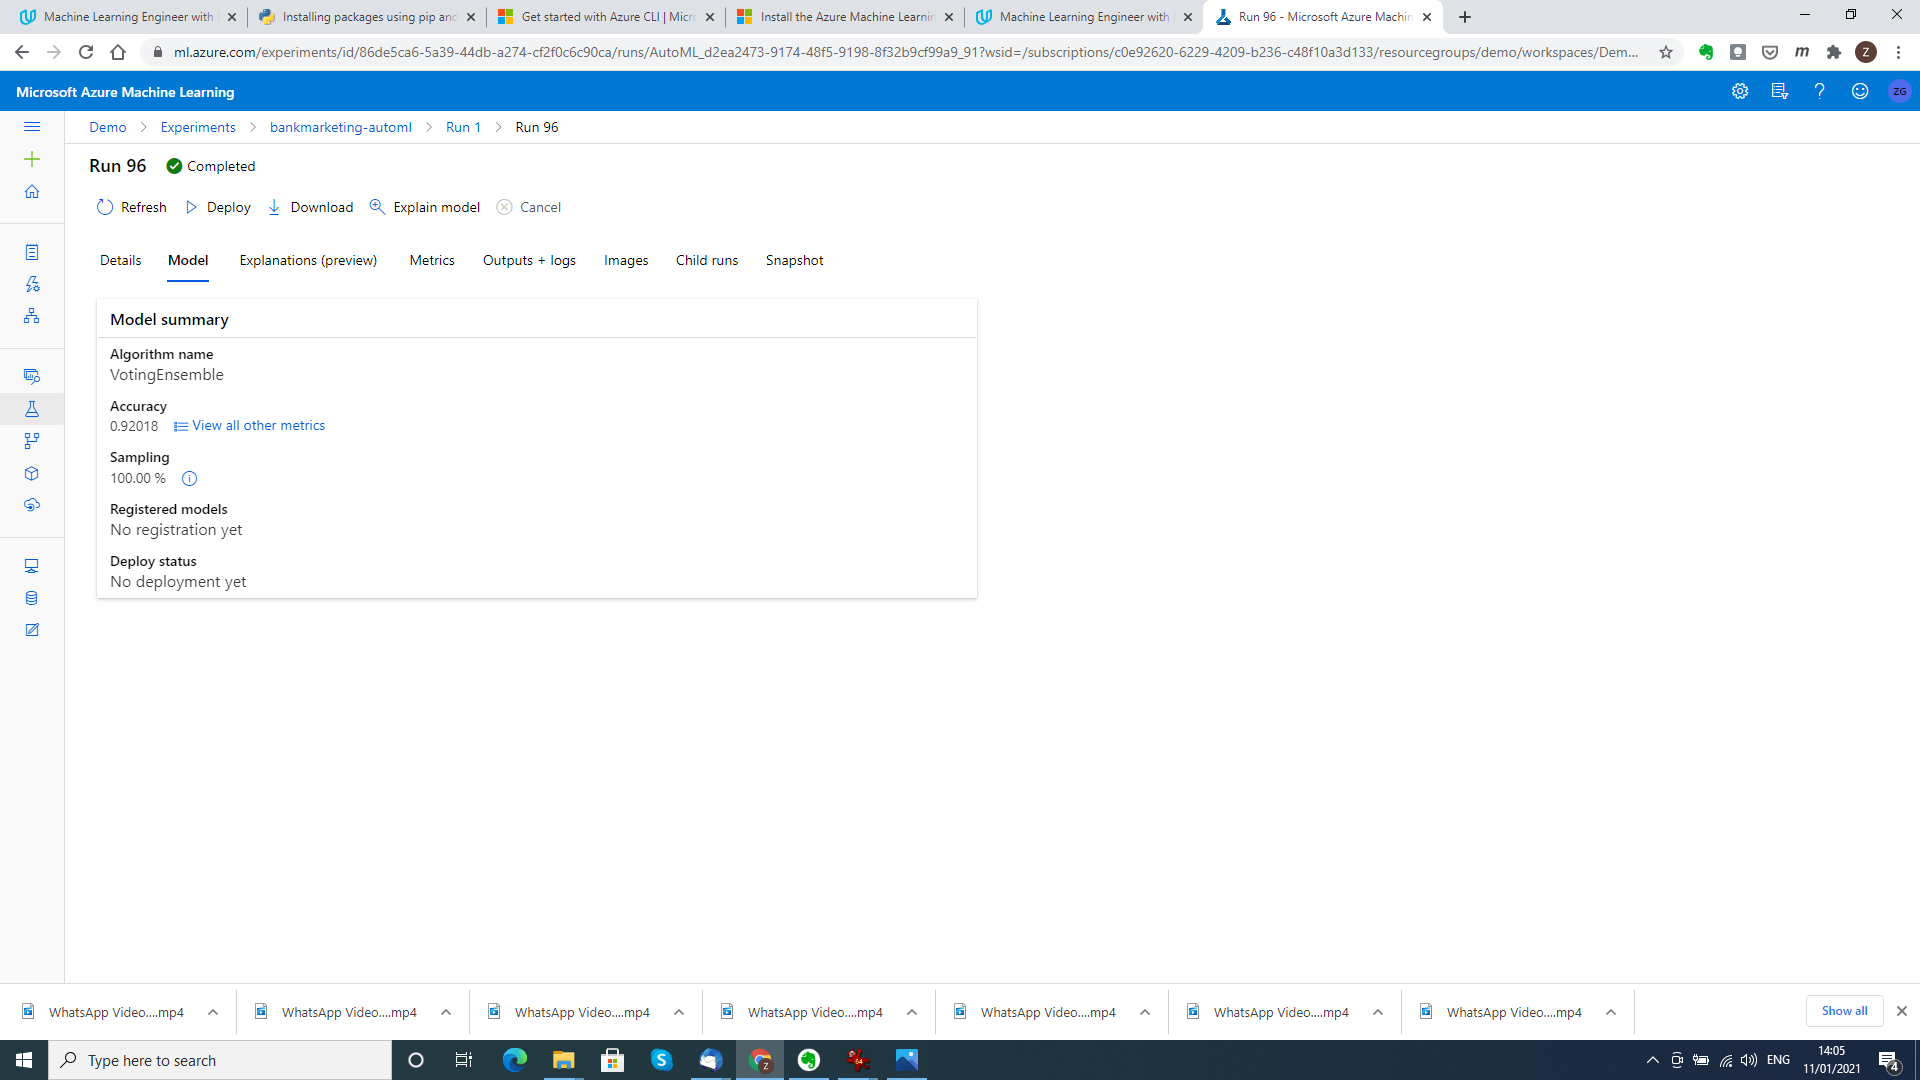 Machine Learning Engineer with
Installing packages using pip and
Get started with Azure CLI | Micro
Install the Azure Machine Learnin
Machine Learning Engineer with
Run 96 - Microsoft Azure Machin
ml.azure.com/experiments/id/86de5ca6-5a39-44db-a274-cf2f0c6c90ca/runs/AutoML_d2ea2473-9174-48f5-9198-8f32b9cf99a9_91?wsid=/subscriptions/c0e92620-6229-4209-b236-c48f10a3d133/resourcegroups/demo/workspaces/Dem...
m
Z
Microsoft Azure Machine Learning
ZG
Demo > Experiments > bankmarketing-automl > Run 1 > Run 96
Run 96 Completed
Refresh Deploy Download Explain model Cancel
Details Model Explanations (preview) Metrics Outputs + logs Images Child runs Snapshot
Model summary
Algorithm name
VotingEnsemble
Accuracy
0.92018 View all other metrics
Sampling
100.00 %
Registered models
No registration yet
Deploy status
No deployment yet
WhatsApp Video....mp4
WhatsApp Video....mp4
WhatsApp Video....mp4
WhatsApp Video....mp4
WhatsApp Video....mp4
WhatsApp Video....mp4
WhatsApp Video....mp4
Show all
Type here to search
Z
64
ENG
14:05
11/01/2021
4